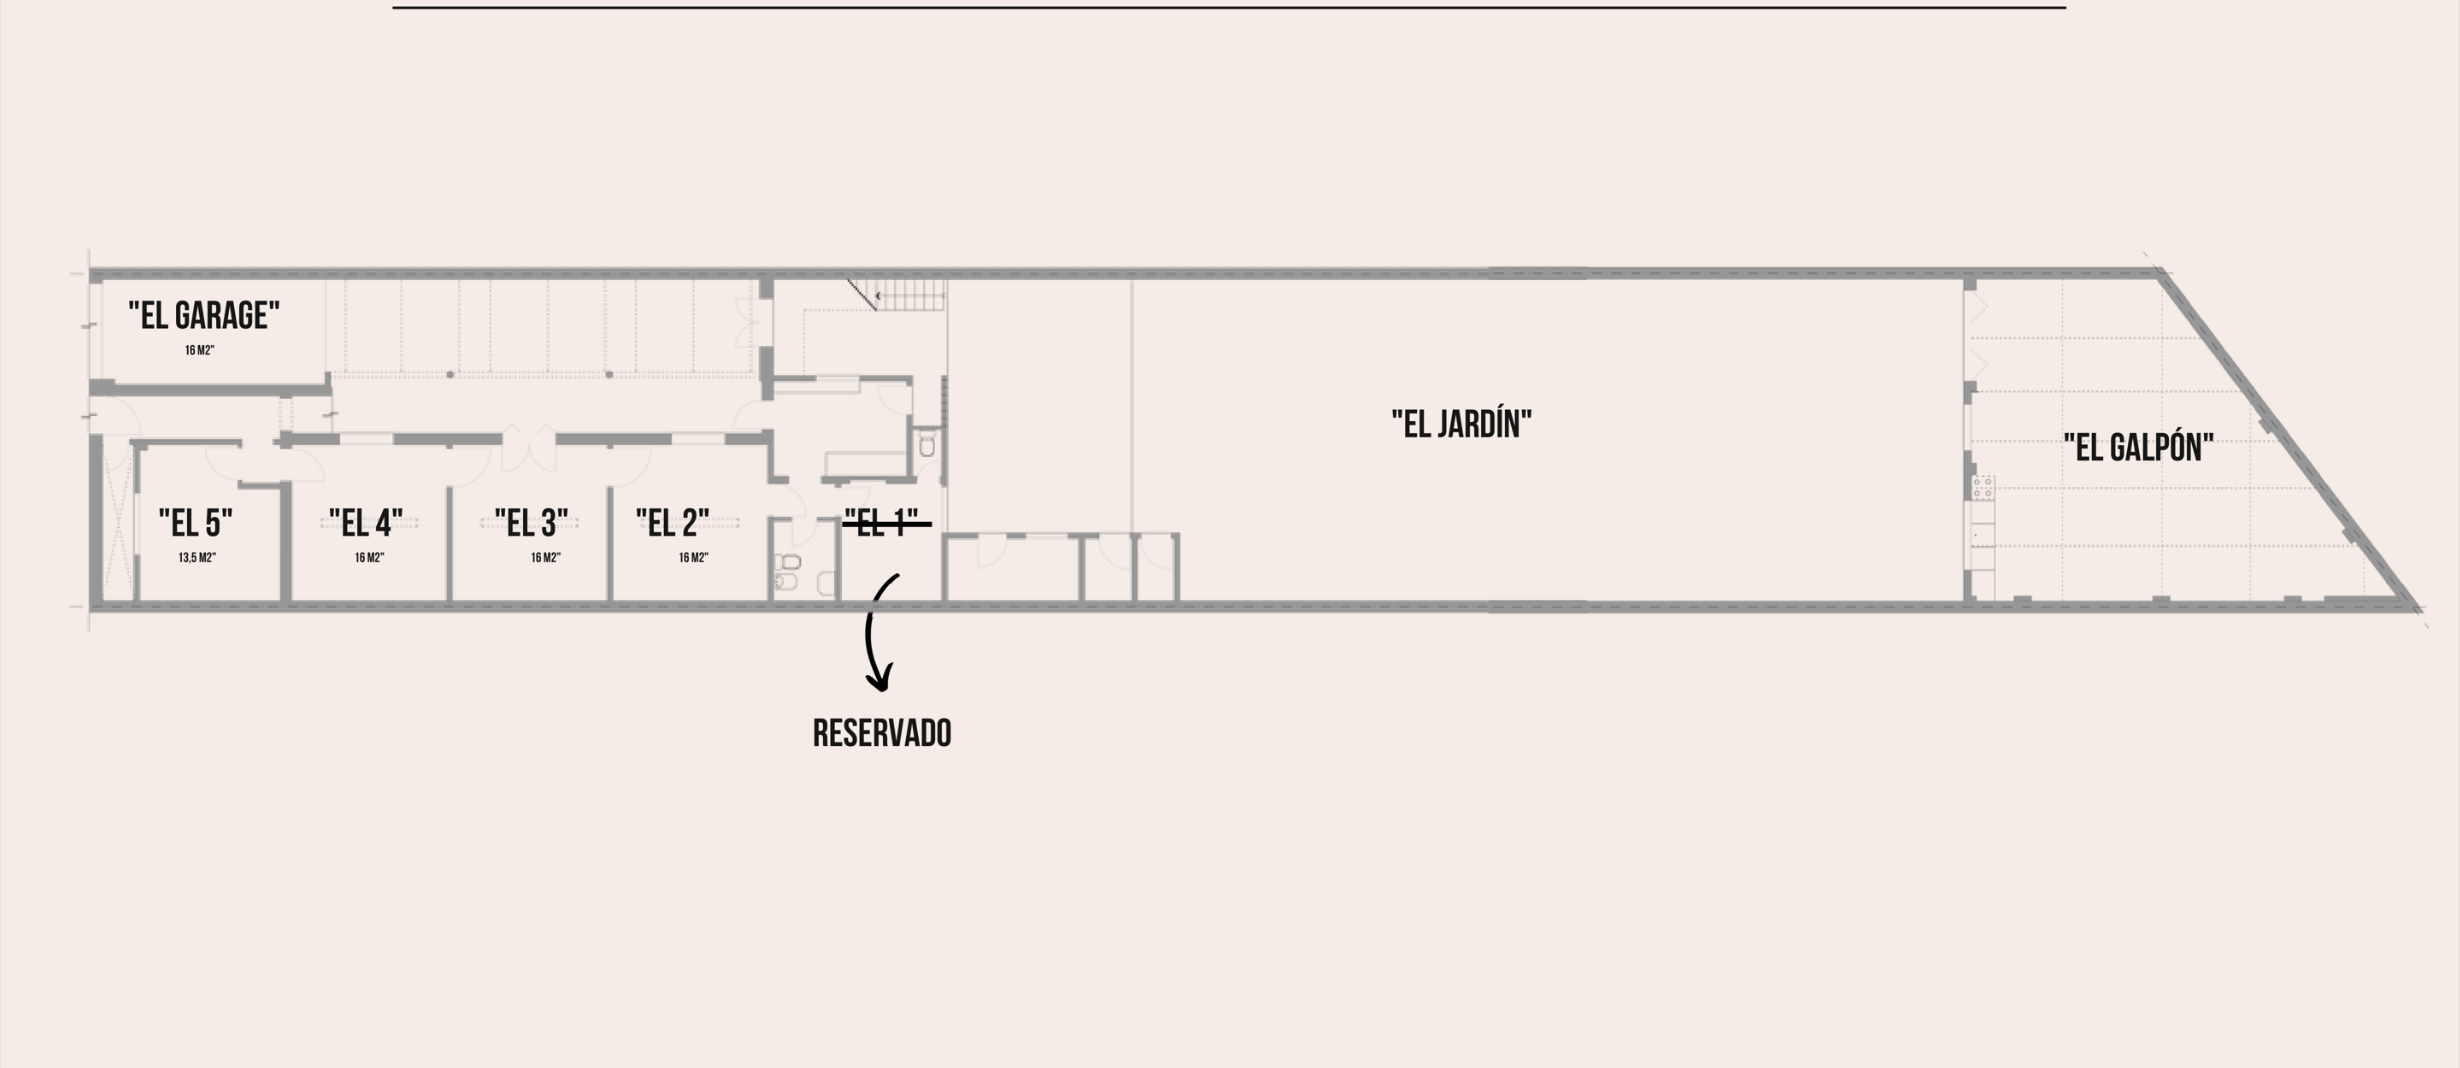 "EL GARAGE"
16 M2"
"EL JARDÍN"
"EL GALPÓN"
"EL 5"
13,5 M2"
"EL 4"
16 M2"
"EL 3"
16 M2"
"EL 2"
16 M2"
"EL 1"
RESERVADO